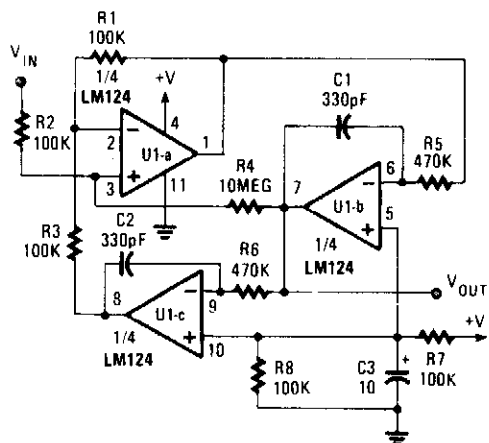 R1
100K
V IN
1/4
LM124
+V
4
R2
100K
2
−
U1-a
1
3
+
11
R3
100K
C1
330pF
R4
10MEG
7
−
6
R5
470K
U1-b
5
+
1/4
LM124
C2
330pF
R6
470K
8
−
9
U1-c
1/4
LM124
+
10
V OUT
+V
R8
100K
C3
10
+
R7
100K